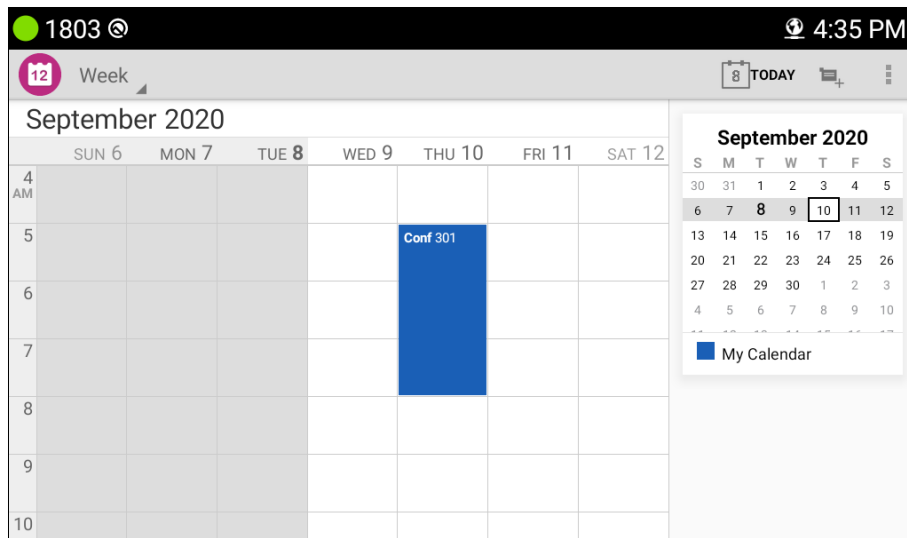 1803 4:35 PM
12 Week 8 TODAY
September 2020
SUN 6 MON 7 TUE 8 WED 9 THU 10 FRI 11 SAT 12
4
AM
5
Conf 301
6
7
8
9
10
September 2020
S M T W T F S
30 31 1 2 3 4 5
6 7 8 9 10 11 12
13 14 15 16 17 18 19
20 21 22 23 24 25 26
27 28 29 30 1 2 3
4 5 6 7 8 9 10
My Calendar